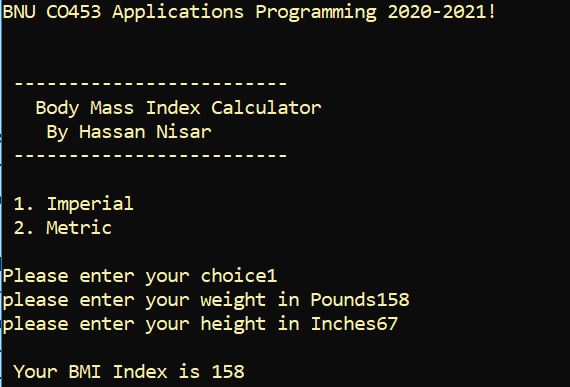 BNU CO453 Applications Programming 2020-2021!
-------------------------
Body Mass Index Calculator
By Hassan Nisar
-------------------------
1. Imperial
2. Metric
Please enter your choice1
please enter your weight in Pounds158
please enter your height in Inches67
Your BMI Index is 158